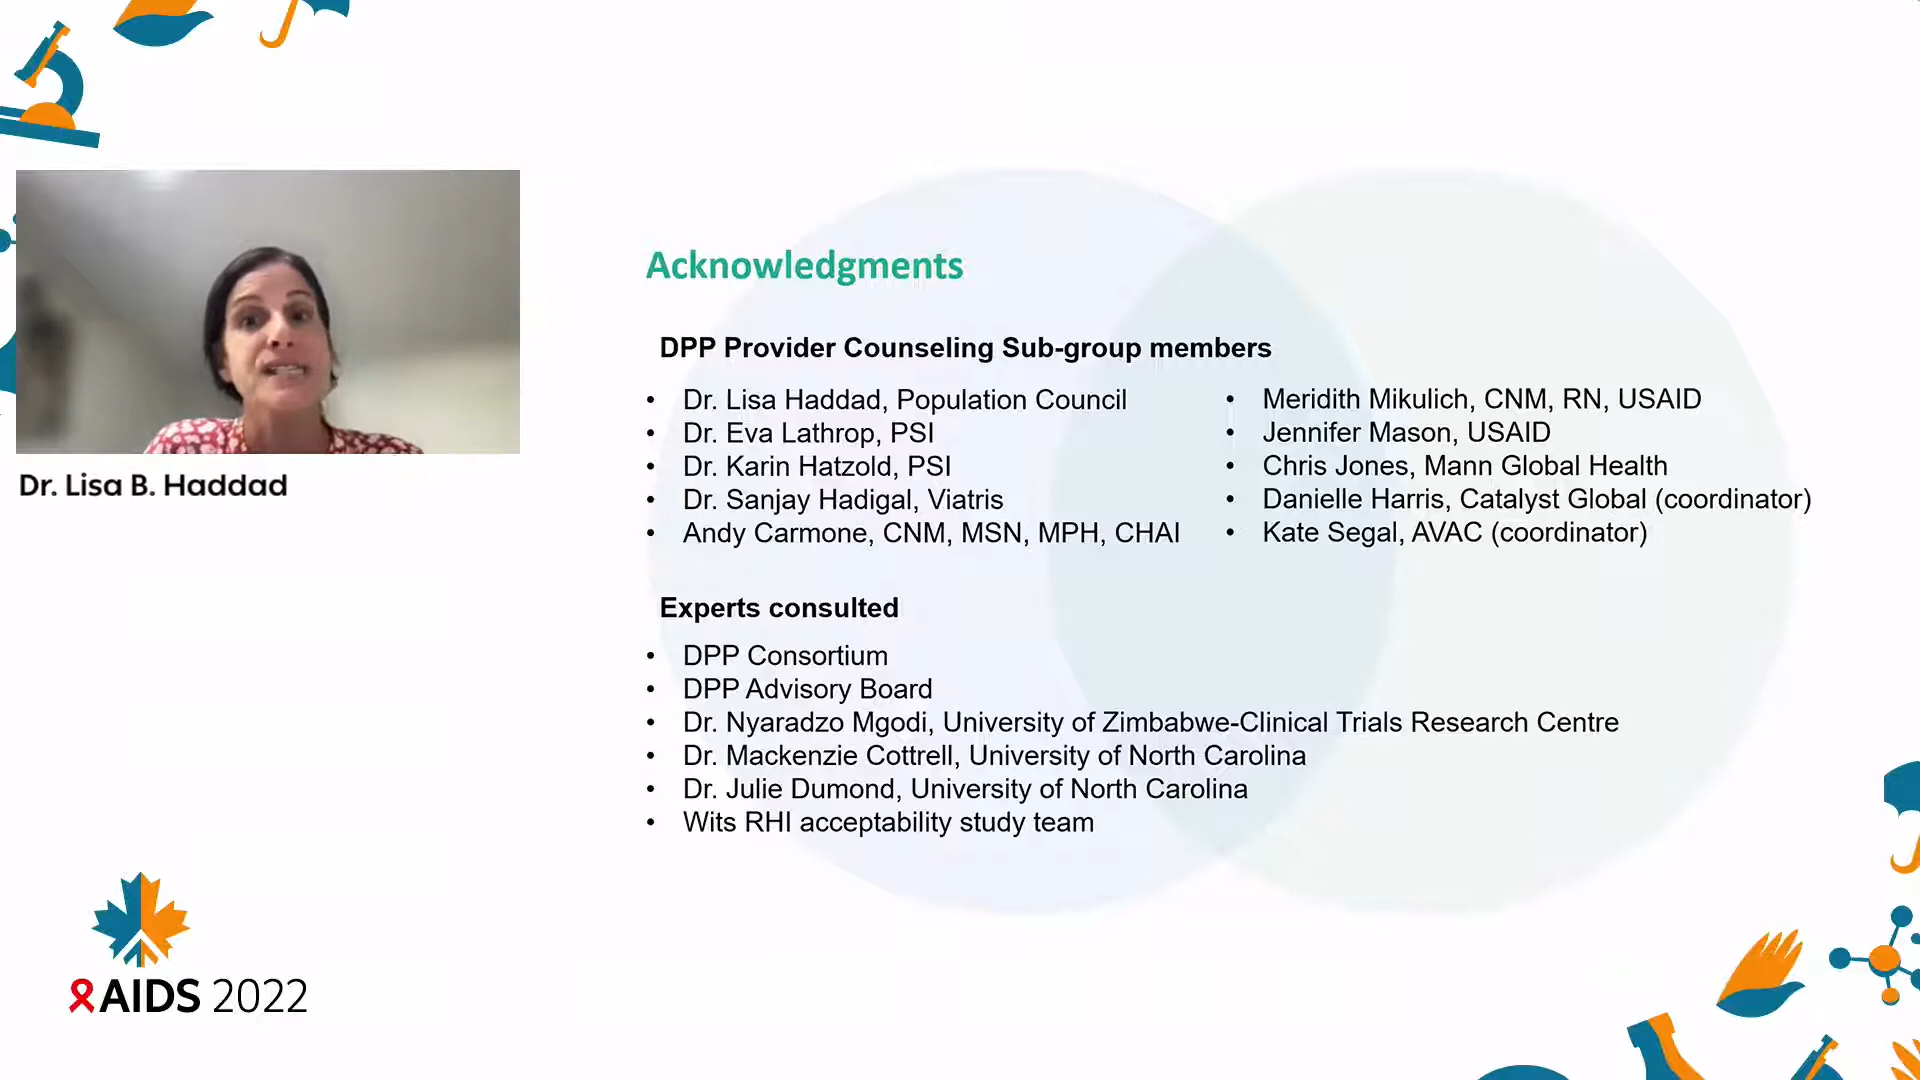 Acknowledgments
DPP Provider Counseling Sub-group members
• Dr. Lisa Haddad, Population Council
• Dr. Eva Lathrop, PSI
• Dr. Karin Hatzold, PSI
• Dr. Sanjay Hadigal, Viatris
• Andy Carmone, CNM, MSN, MPH, CHAI
• Meridith Mikulich, CNM, RN, USAID
• Jennifer Mason, USAID
• Chris Jones, Mann Global Health
• Danielle Harris, Catalyst Global (coordinator)
• Kate Segal, AVAC (coordinator)
Experts consulted
• DPP Consortium
• DPP Advisory Board
• Dr. Nyaradzo Mgodi, University of Zimbabwe-Clinical Trials Research Centre
• Dr. Mackenzie Cottrell, University of North Carolina
• Dr. Julie Dumond, University of North Carolina
• Wits RHI acceptability study team
Dr. Lisa B. Haddad
AIDS 2022